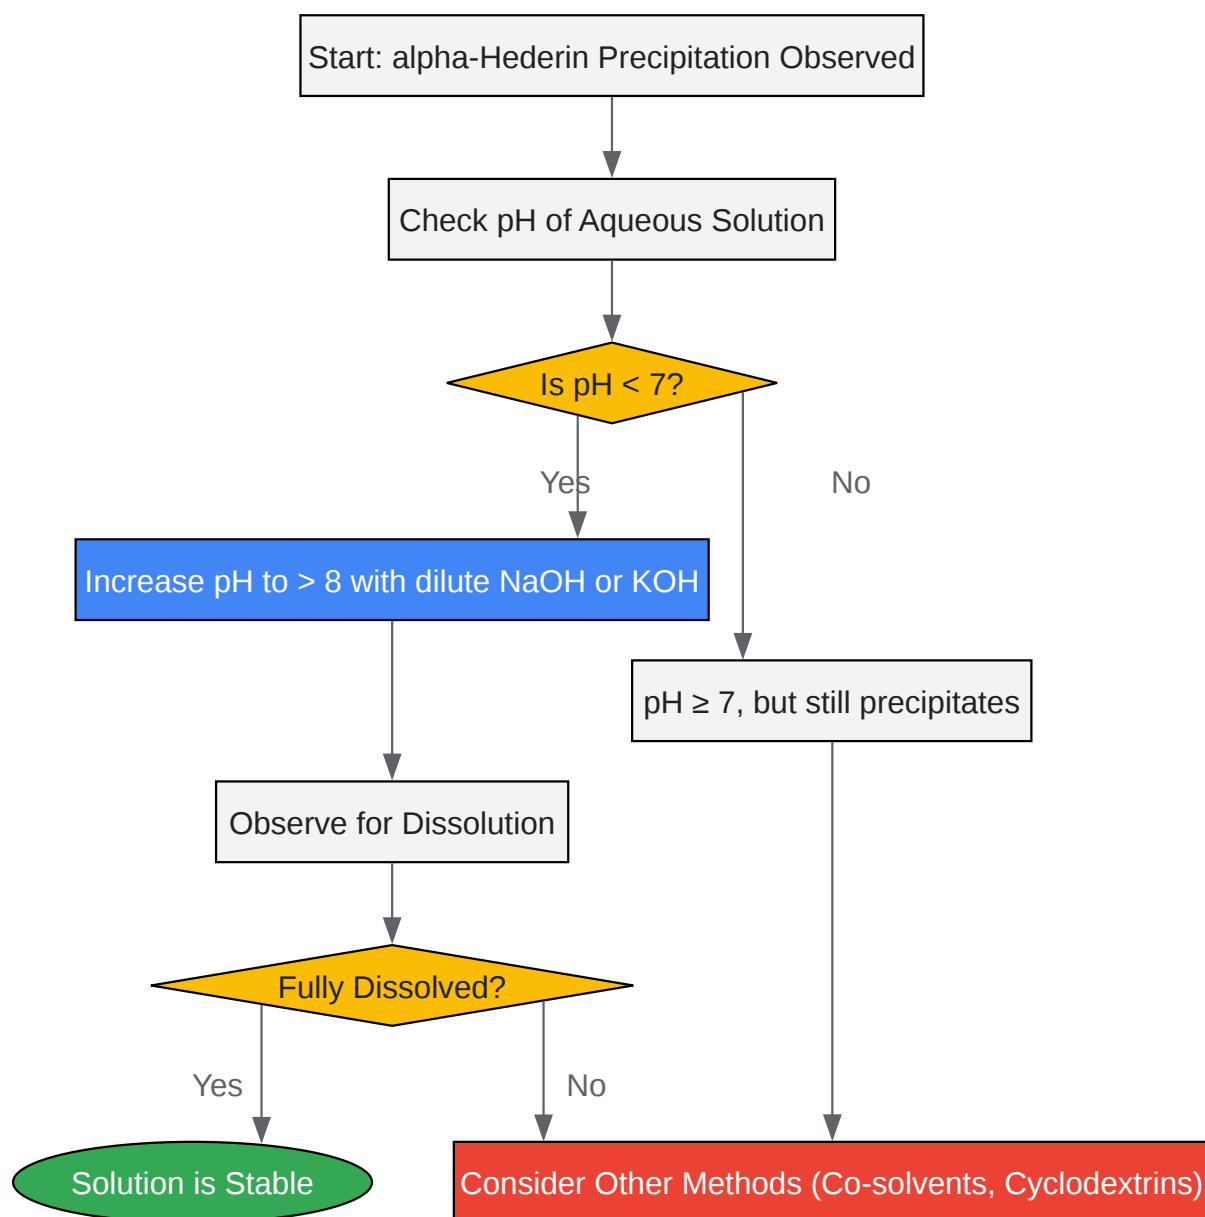 Start: alpha-Hederin Precipitation Observed
Check pH of Aqueous Solution
Is pH < 7?
Yes
No
Increase pH to > 8 with dilute NaOH or KOH
pH ≥ 7, but still precipitates
Observe for Dissolution
Fully Dissolved?
Yes
No
Solution is Stable
Consider Other Methods (Co-solvents, Cyclodextrins)